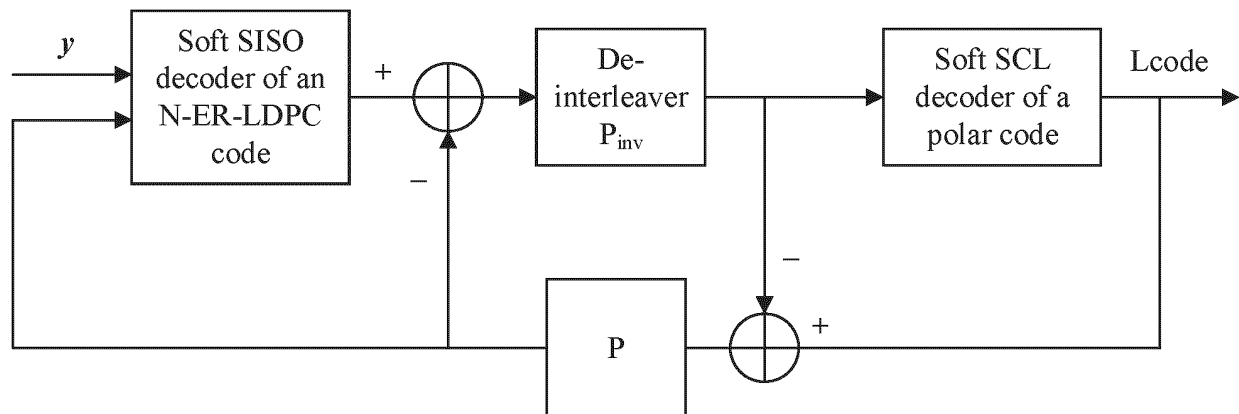 y
Soft SISO
decoder of an
N-ER-LDPC
code
+
−
De-
interleaver
Pinv
Soft SCL
decoder of a
polar code
Lcode
−
+
P